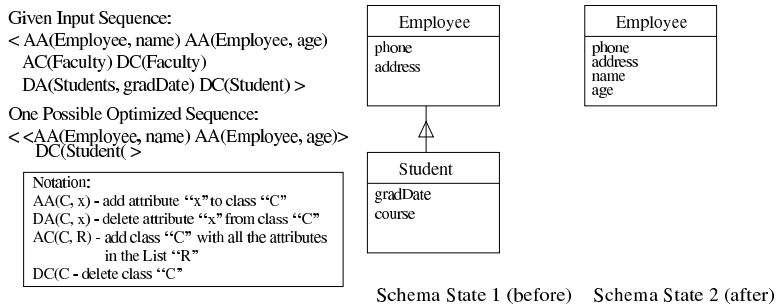 Given Input Sequence:
< AA(Employee, name) AA(Employee, age)
AC(Faculty) DC(Faculty)
DA(Students, gradDate) DC(Student) >
One Possible Optimized Sequence:
< <AA(Employee, name) AA(Employee, age)>
DC(Student( >
Notation:
AA(C, x) - add attribute “x” to class “C”
DA(C, x) - delete attribute “x” from class “C”
AC(C, R) - add class “C” with all the attributes
in the List “R”
DC(C - delete class “C“
Employee
phone
address
Student
gradDate
course
Schema State 1 (before)
Employee
phone
address
name
age
Schema State 2 (after)